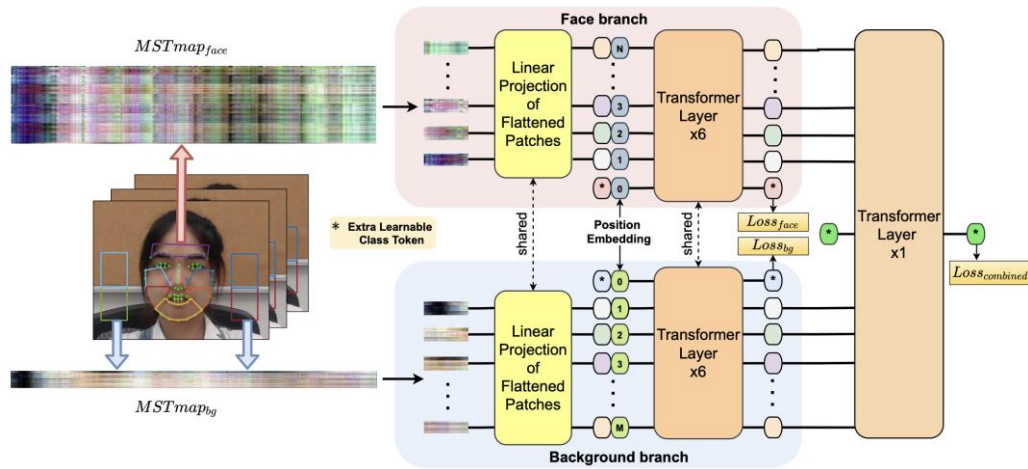 Face branch
MSTmap_face
Linear
Projection
of
Flattened
Patches
N
3
2
1
* 0
Transformer
Layer
x6
*
* Extra Learnable
Class Token
shared
Position
Embedding
shared
Loss_face
Loss_bg
*
Transformer
Layer
x1
*
Loss_combined
Linear
Projection
of
Flattened
Patches
* 0
1
2
3
M
Transformer
Layer
x6
*
MSTmap_bg
Background branch